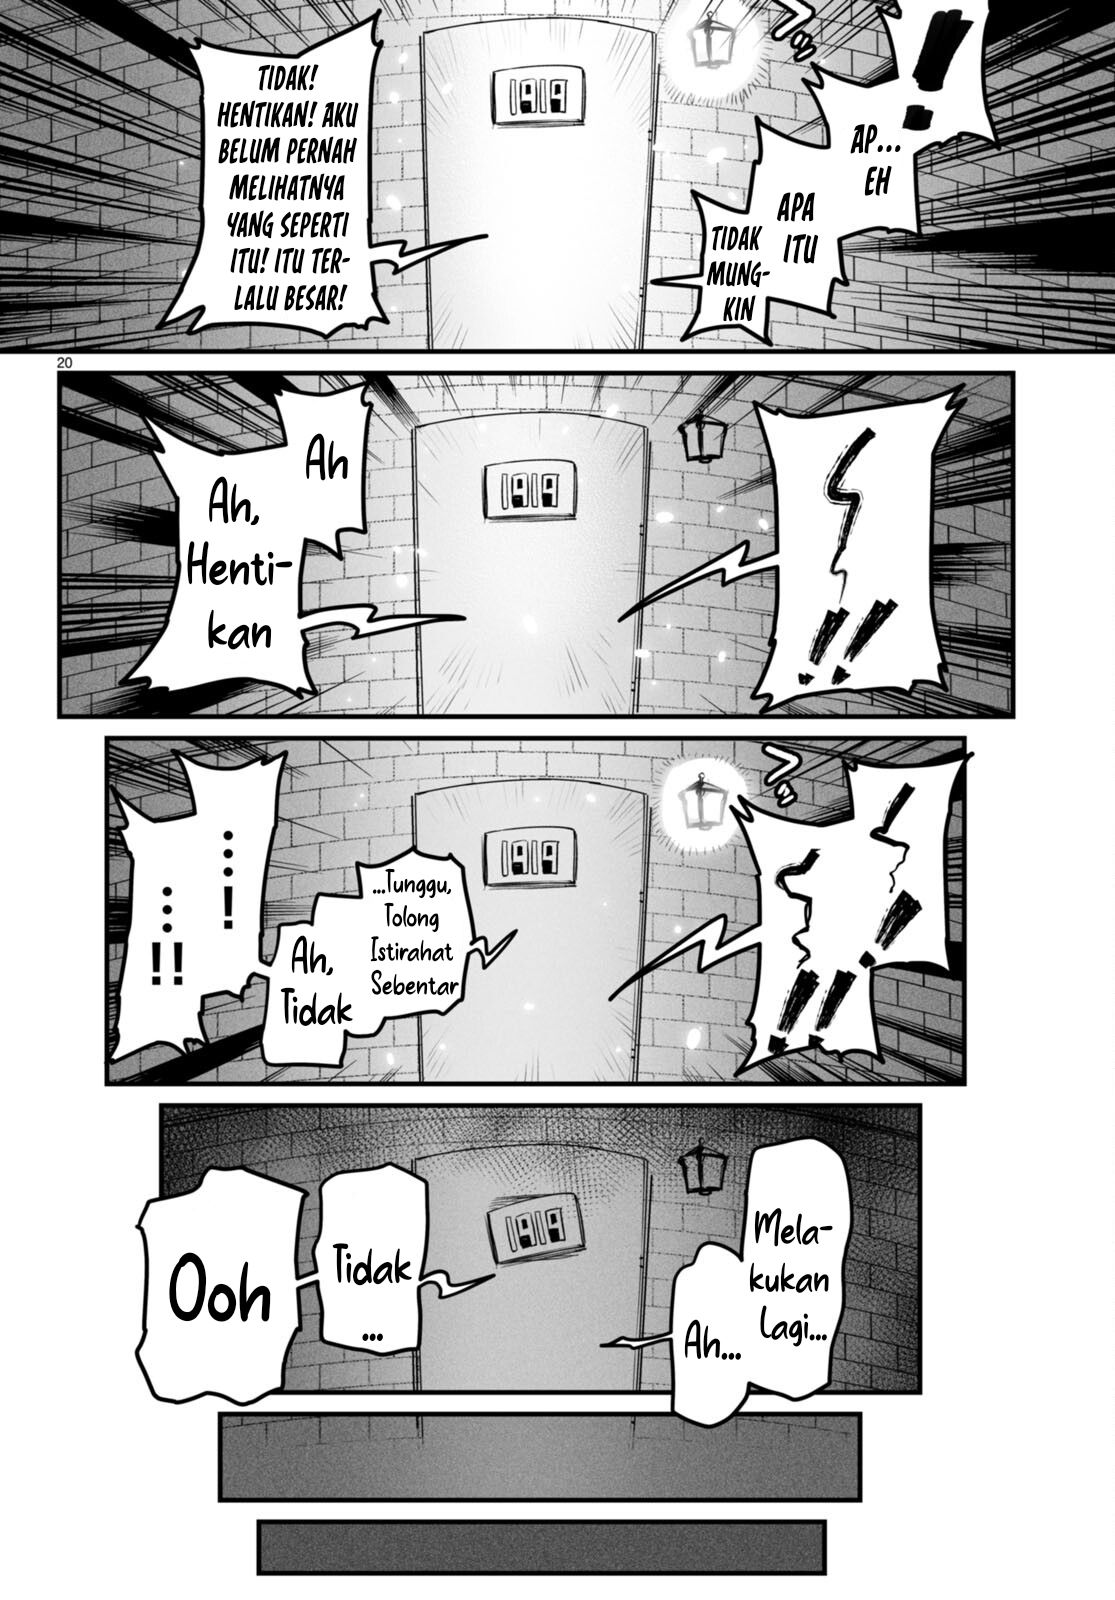 AP...
EH
APA
ITU
TIDAK
MUNG-
KIN
1919
TIDAK!
HENTIKAN! AKU
BELUM PERNAH
MELIHATNYA
YANG SEPERTI
ITU! ITU TER-
LALU BESAR!
20
1919
Ah
Ah,
Henti-
kan
1919
...Tunggu,
Tolong
Istirahat
Sebentar
Ah,
Tidak
....!
....!!
Mela-
kukan
lagi...
Ah...
1919
Tidak
...
Ooh